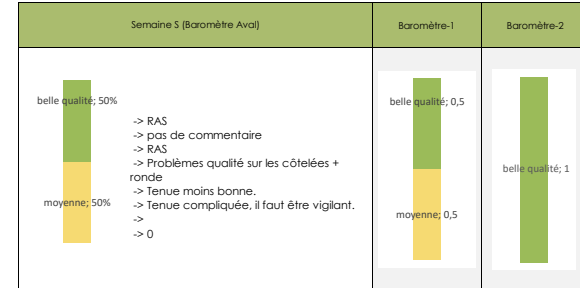 Semaine S (Baromètre Aval)
Baromètre-1
Baromètre-2
belle qualité; 50%
moyenne; 50%
-> RAS
-> pas de commentaire
-> RAS
-> Problèmes qualité sur les côtelées +
ronde
-> Tenue moins bonne.
-> Tenue compliquée, il faut être vigilant.
->
-> 0
belle qualité; 0,5
moyenne; 0,5
belle qualité; 1